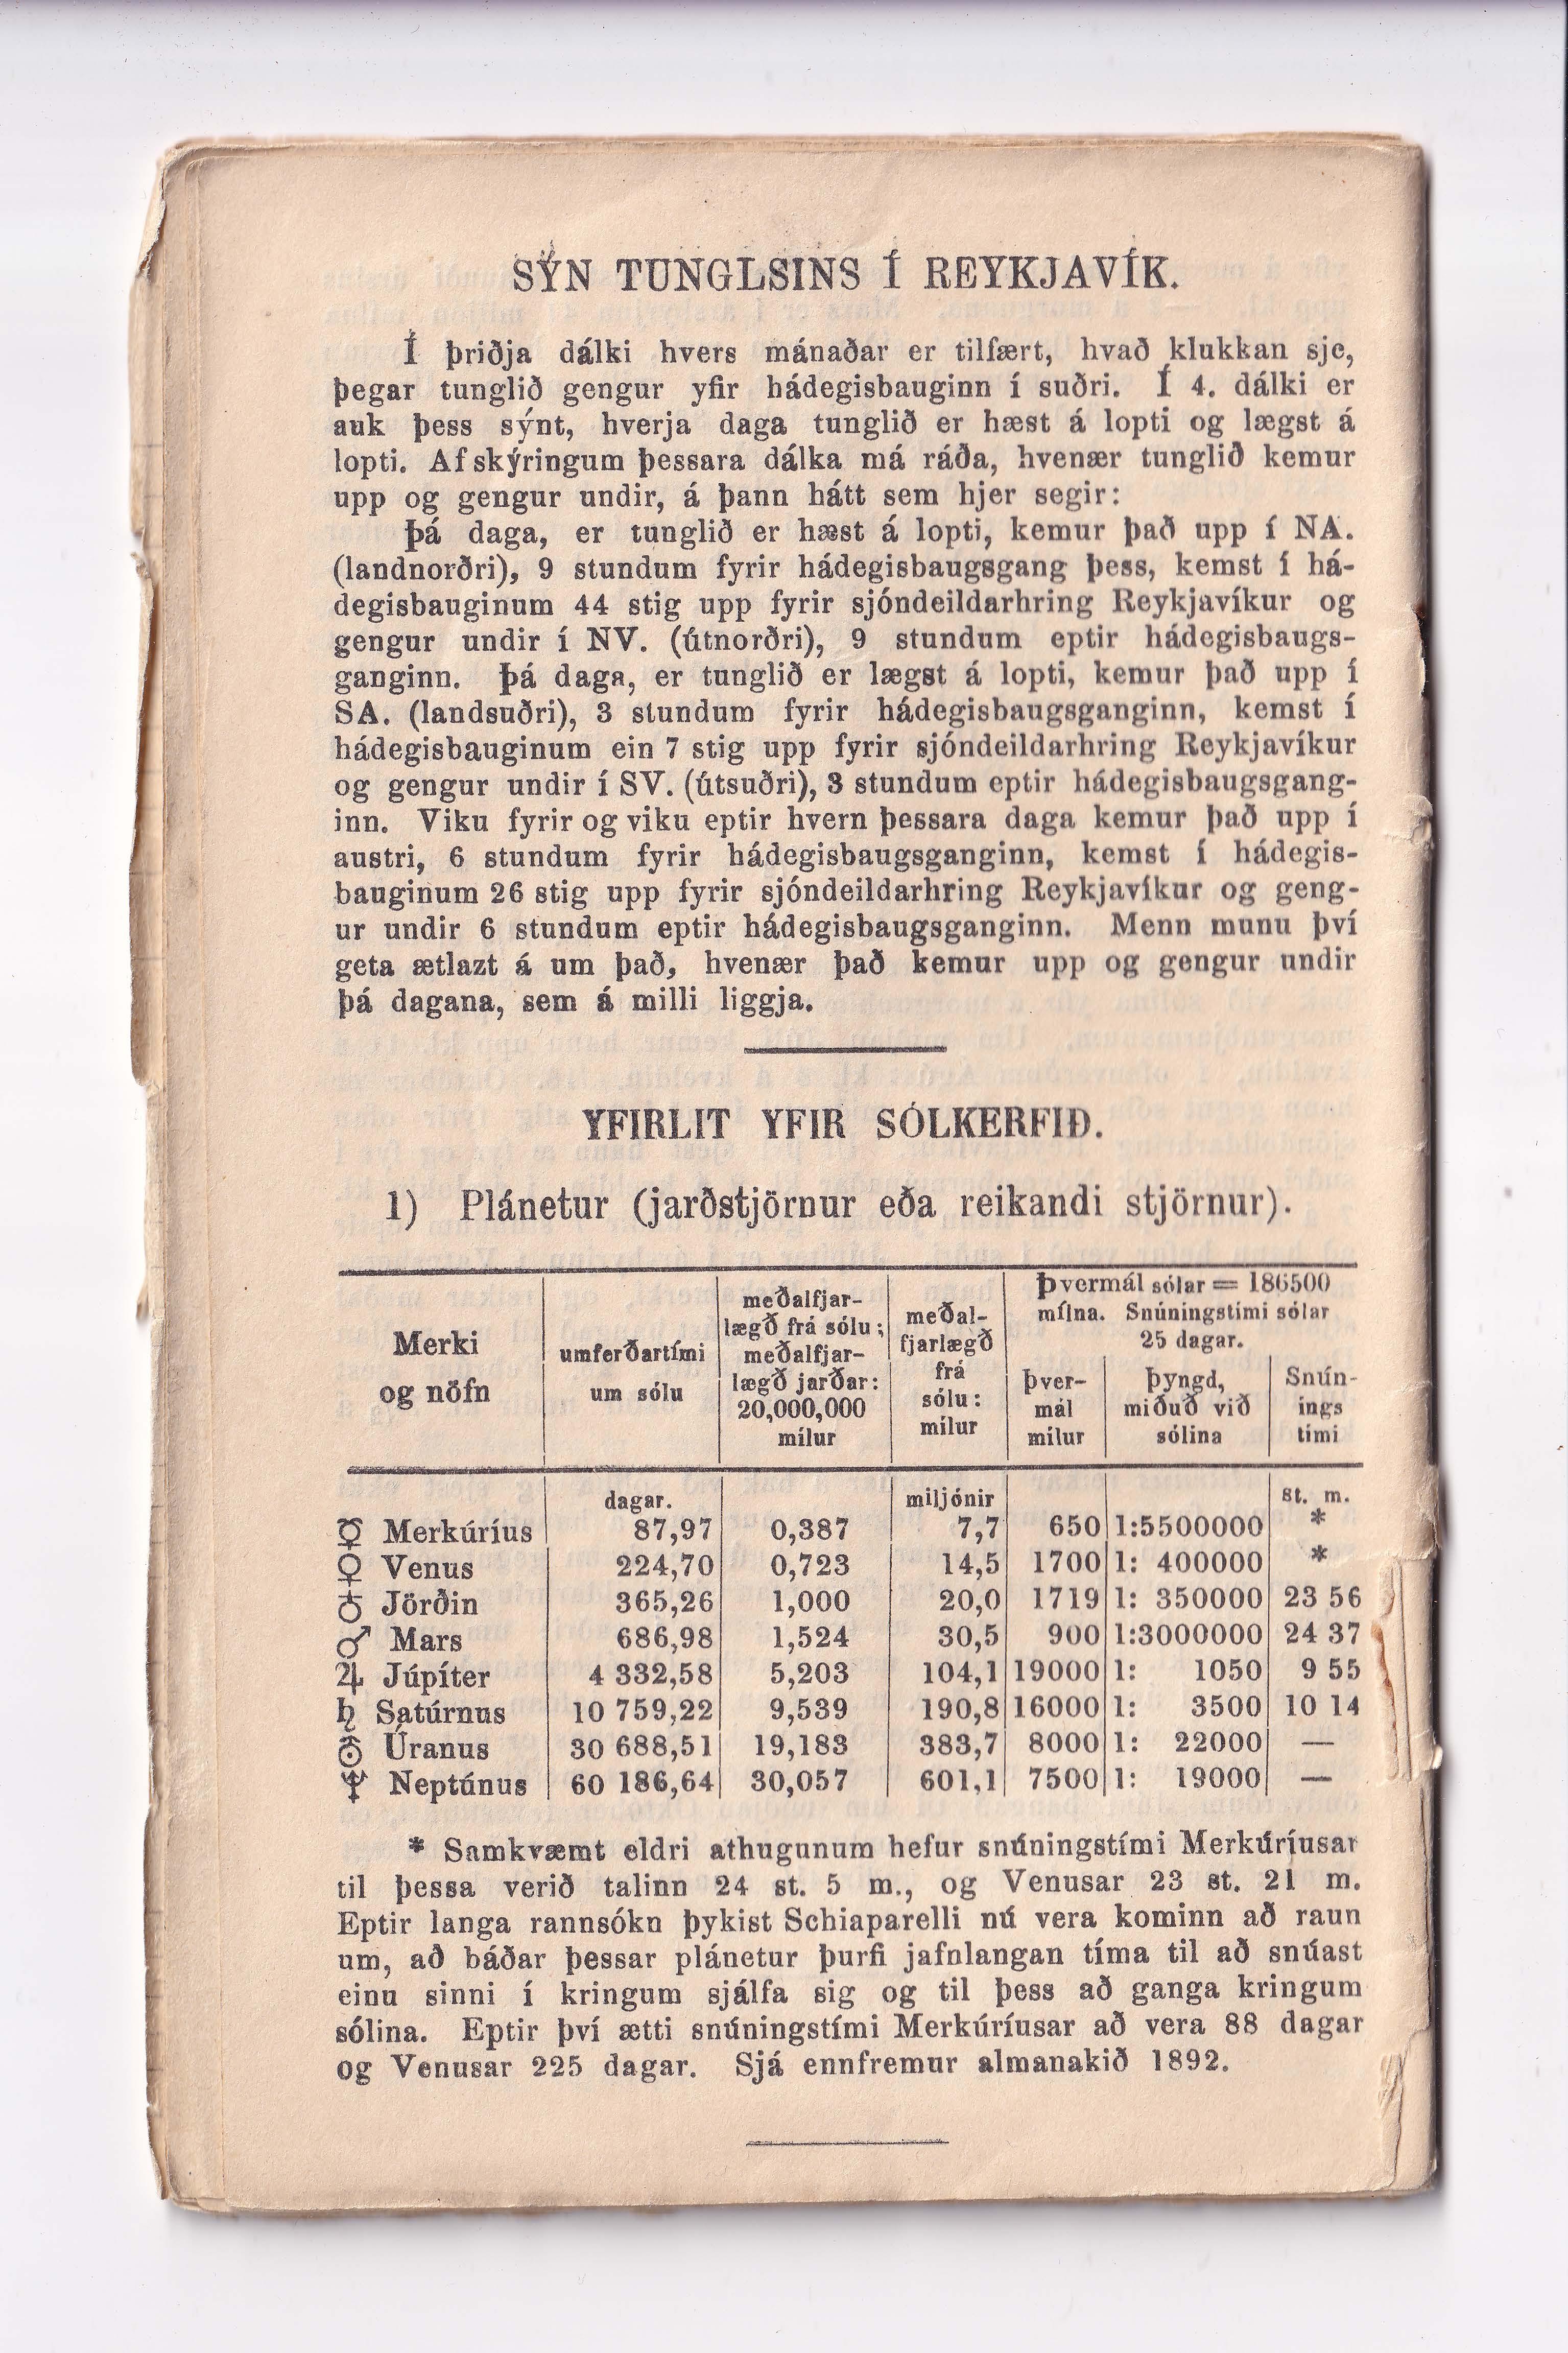 SÝN TUNGLSINS Í REYKJAVÍK.
Í þriðja dálki hvers mánaðar er tilfært, hvað klukkan sje,
þegar tunglið gengur yfir hádegisbauginn í suðri. Í 4. dálki er
auk þess sýnt, hverja daga tunglið er hæst á lopti og lægst á
lopti. Af skýringum þessara dálka má ráða, hvenær tunglið kemur
upp og gengur undir, á þann hátt sem hjer segir:
Þá daga, er tunglið er hæst á lopti, kemur það upp í NA.
(landnorðri), 9 stundum fyrir hádegisbaugsgang þess, kemst í há-
degisbauginum 44 stig upp fyrir sjóndeildarhring Reykjavíkur og
gengur undir í NV. (útnorðri), 9 stundum eptir hádegisbaugs-
ganginn. Þá daga, er tunglið er lægst á lopti, kemur það upp í
SA. (landsuðri), 3 stundum fyrir hádegisbaugsganginn, kemst í
hádegisbauginum ein 7 stig upp fyrir sjóndeildarhring Reykjavíkur
og gengur undir í SV. (útsuðri), 3 stundum eptir hádegisbaugsgang-
inn. Viku fyrir og viku eptir hvern þessara daga kemur það upp í
austri, 6 stundum fyrir hádegisbaugsganginn, kemst í hádegis-
bauginum 26 stig upp fyrir sjóndeildarhring Reykjavíkur og geng-
ur undir 6 stundum eptir hádegisbaugsganginn. Menn munu því
geta ætlazt á um það, hvenær það kemur upp og gengur undir
þá dagana, sem á milli liggja.
YFIRLIT YFIR SÓLKERFIÐ.
1) Plánetur (jarðstjörnur eða reikandi stjörnur).
Merki
og nöfn
umferðartími
um sólu
meðalfjar-
lægð frá sólu;
meðalfjar-
lægð jarðar:
20,000,000
mílur
meðal-
fjarlægð
frá
sólu:
mílur
Þvermál sólar = 186500
mílna. Snúningstími sólar
25 dagar.
þver-
mál
mílur
þyngd,
miðuð við
sólina
Snún-
ings
tími
dagar. miljónir st. m.
☿ Merkúríus 87,97 0,387 7,7 650 1:5500000 *
♀ Venus 224,70 0,723 14,5 1700 1: 400000 *
♁ Jörðin 365,26 1,000 20,0 1719 1: 350000 23 56
♂ Mars 686,98 1,524 30,5 900 1:3000000 24 37
♃ Júpíter 4 332,58 5,203 104,1 19000 1: 1050 9 55
♄ Satúrnus 10 759,22 9,539 190,8 16000 1: 3500 10 14
⛢ Úranus 30 688,51 19,183 383,7 8000 1: 22000 —
♆ Neptúnus 60 186,64 30,057 601,1 7500 1: 19000 —
* Samkvæmt eldri athugunum hefur snúningstími Merkúríusar
til þessa verið talinn 24 st. 5 m., og Venusar 23 st. 21 m.
Eptir langa rannsókn þykist Schiaparelli nú vera kominn að raun
um, að báðar þessar plánetur þurfi jafnlangan tíma til að snúast
einu sinni í kringum sjálfa sig og til þess að ganga kringum
sólina. Eptir því ætti snúningstími Merkúríusar að vera 88 dagar
og Venusar 225 dagar. Sjá ennfremur almanakið 1892.